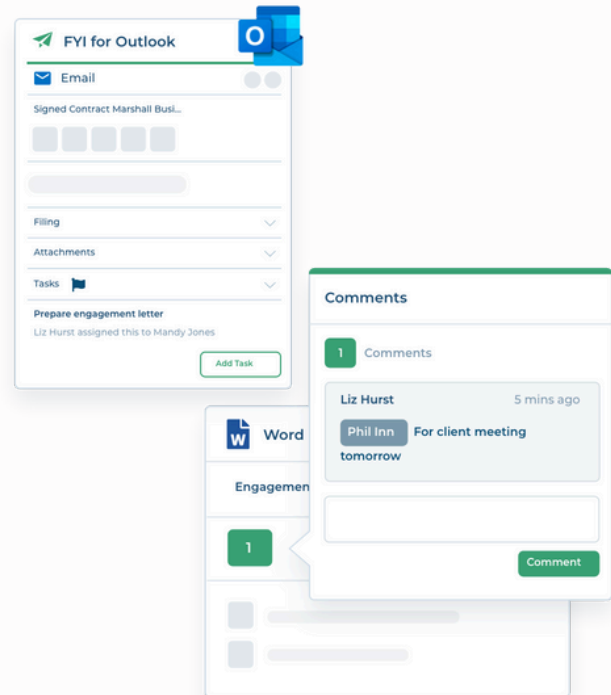 FYI for Outlook
O
Email
Signed Contract Marshall Busi...
Filing
Attachments
Tasks
Prepare engagement letter
Liz Hurst assigned this to Mandy Jones
Add Task
Comments
1 Comments
Liz Hurst 5 mins ago
Phil Inn For client meeting
tomorrow
Comment
W Word
Engagemen
1